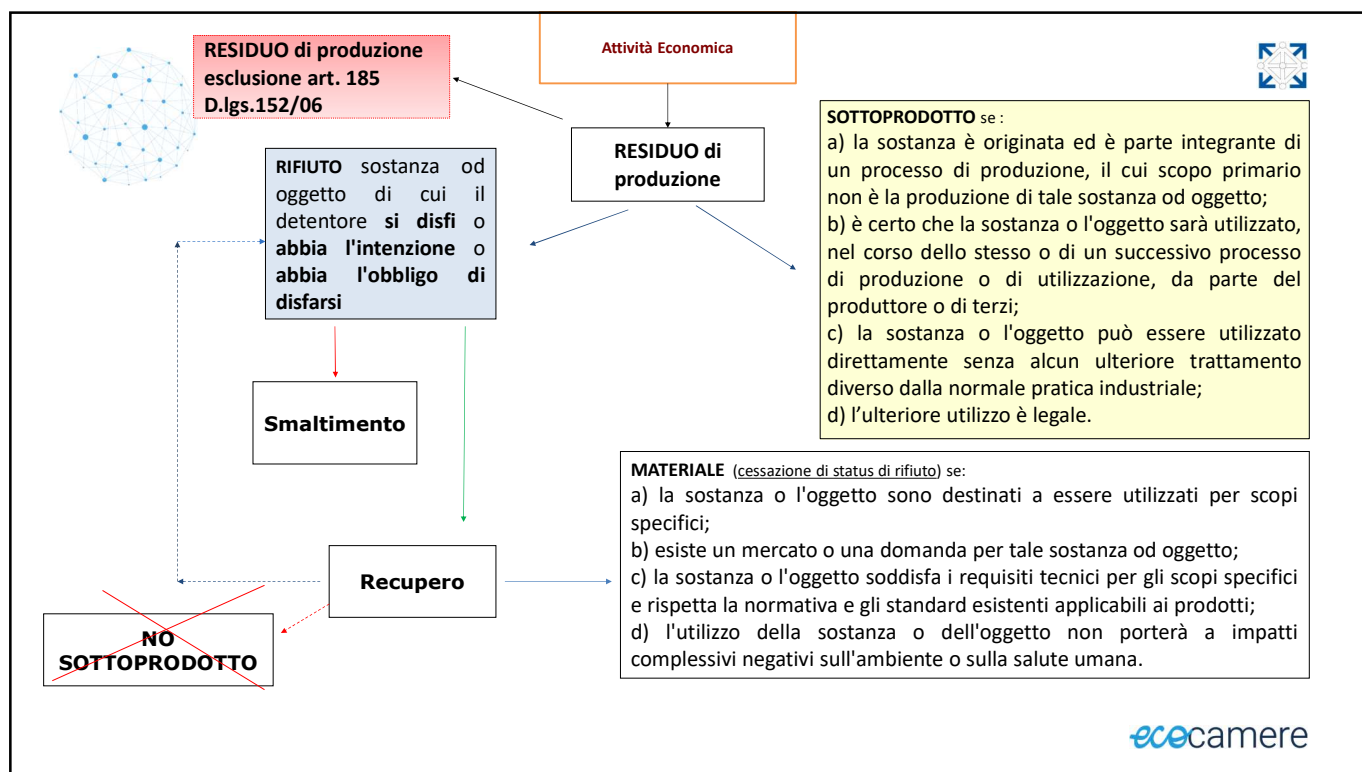 Attività Economica
RESIDUO di produzione
esclusione art. 185
D.lgs.152/06
RESIDUO di
produzione
RIFIUTO sostanza od
oggetto di cui il
detentore si disfi o
abbia l'intenzione o
abbia l'obbligo di
disfarsi
SOTTOPRODOTTO se :
a) la sostanza è originata ed è parte integrante di
un processo di produzione, il cui scopo primario
non è la produzione di tale sostanza od oggetto;
b) è certo che la sostanza o l'oggetto sarà utilizzato,
nel corso dello stesso o di un successivo processo
di produzione o di utilizzazione, da parte del
produttore o di terzi;
c) la sostanza o l'oggetto può essere utilizzato
direttamente senza alcun ulteriore trattamento
diverso dalla normale pratica industriale;
d) l’ulteriore utilizzo è legale.
Smaltimento
MATERIALE (cessazione di status di rifiuto) se:
a) la sostanza o l'oggetto sono destinati a essere utilizzati per scopi
specifici;
b) esiste un mercato o una domanda per tale sostanza od oggetto;
c) la sostanza o l'oggetto soddisfa i requisiti tecnici per gli scopi specifici
e rispetta la normativa e gli standard esistenti applicabili ai prodotti;
d) l'utilizzo della sostanza o dell'oggetto non porterà a impatti
complessivi negativi sull'ambiente o sulla salute umana.
Recupero
NO
SOTTOPRODOTTO
ecocamere